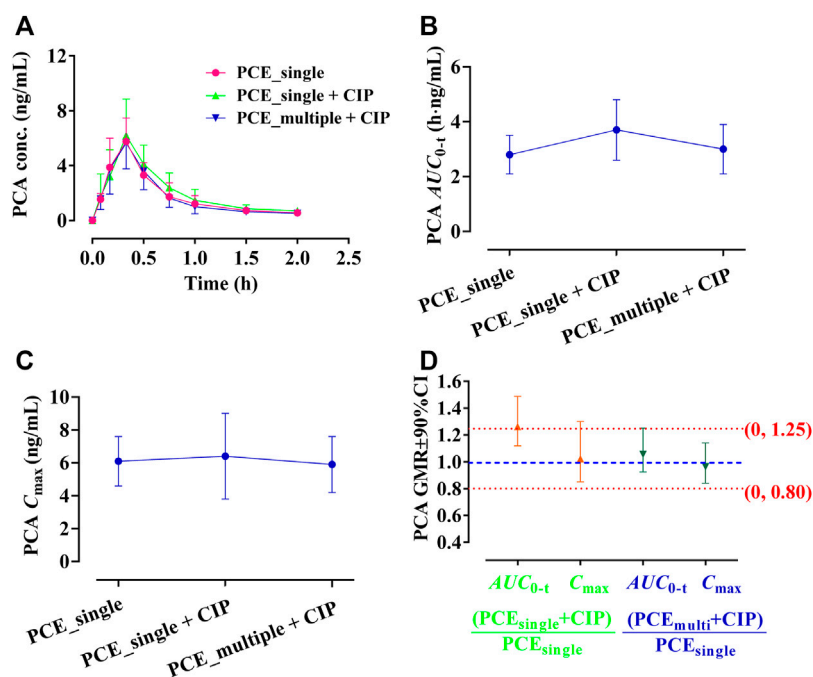 A
PCA conc. (ng/mL)
12
8
4
0
0.0 0.5 1.0 1.5 2.0 2.5
Time (h)
PCE_single
PCE_single + CIP
PCE_multiple + CIP
B
PCA AUC0-t (h·ng/mL)
6
4
2
0
PCE_single
PCE_single + CIP
PCE_multiple + CIP
C
PCA Cmax (ng/mL)
10
8
6
4
2
0
PCE_single
PCE_single + CIP
PCE_multiple + CIP
D
PCA GMR±90%CI
1.6
1.4
1.2
1.0
0.8
0.6
0.4
(0, 1.25)
(0, 0.80)
AUC0-t Cmax AUC0-t Cmax
(PCEsingle+CIP) (PCEmulti+CIP)
PCEsingle PCEsingle